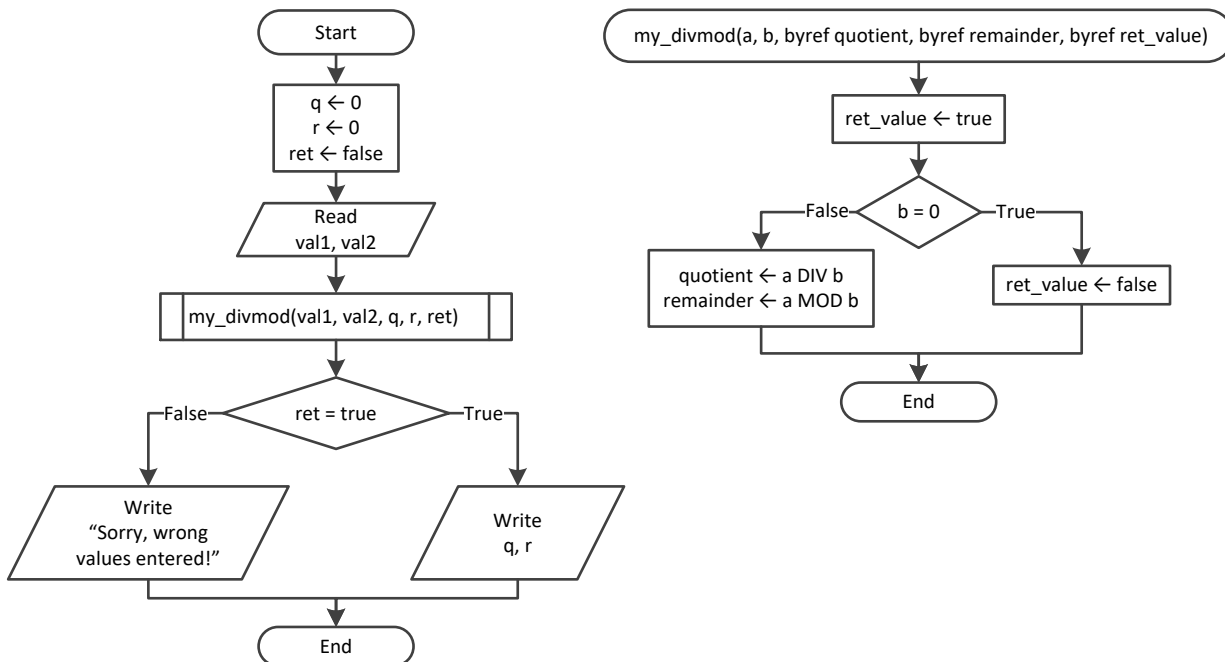 Start
q ← 0
r ← 0
ret ← false
Read
val1, val2
my_divmod(val1, val2, q, r, ret)
ret = true
False
True
Write
“Sorry, wrong
values entered!”
Write
q, r
End
my_divmod(a, b, byref quotient, byref remainder, byref ret_value)
ret_value ← true
b = 0
False
True
quotient ← a DIV b
remainder ← a MOD b
ret_value ← false
End